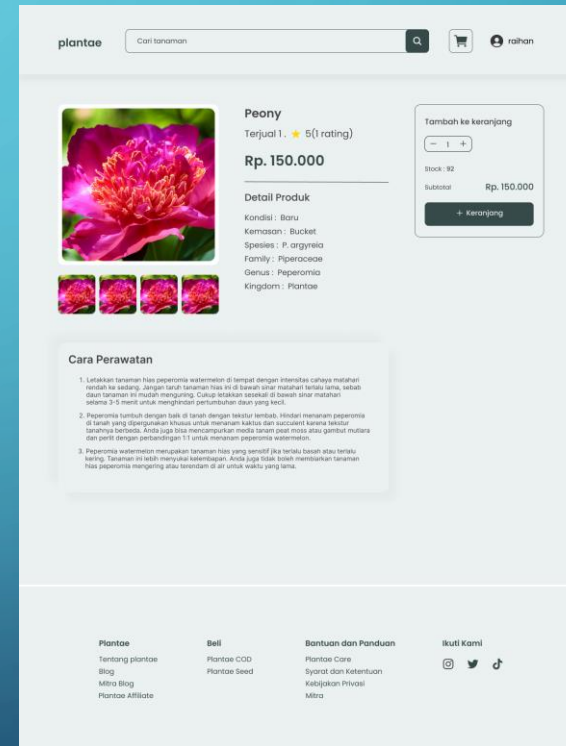 plantae
Cari tanaman
raihan
Peony
Terjual 1 . 5(1 rating)
Rp. 150.000
Detail Produk
Kondisi : Baru
Kemasan : Bucket
Spesies : P. argyreia
Family : Piperaceae
Genus : Peperomia
Kingdom : Plantae
Tambah ke keranjang
− 1 +
Stock : 92
Subtotal Rp. 150.000
+ Keranjang
Cara Perawatan
1. Letakkan tanaman hias peperomia watermelon di tempat dengan intensitas cahaya matahari
rendah ke sedang. Jangan taruh tanaman hias ini di bawah sinar matahari terlalu lama, sebab
daun tanaman ini mudah menguning. Cukup letakkan sesekali di bawah sinar matahari
selama 3-5 menit untuk menghindari pertumbuhan daun yang kecil.
2. Peperomia tumbuh dengan baik di tanah dengan tekstur lembab. Hindari menanam peperomia
di tanah yang dipergunakan khusus untuk menanam kaktus dan succulent karena tekstur
tanahnya berbeda. Anda juga bisa mencampurkan media tanam peat moss atau gambut mutiara
dan perlit dengan perbandingan 1:1 untuk menanam peperomia watermelon.
3. Peperomia watermelon merupakan tanaman hias yang sensitif jika terlalu basah atau terlalu
kering. Tanaman ini lebih menyukai kelembapan. Anda juga tidak boleh membiarkan tanaman
hias peperomia mengering atau terendam di air untuk waktu yang lama.
Plantae
Tentang plantae
Blog
Mitra Blog
Plantae Affiliate
Beli
Plantae COD
Plantae Seed
Bantuan dan Panduan
Plantae Care
Syarat dan Ketentuan
Kebijakan Privasi
Mitra
Ikuti Kami